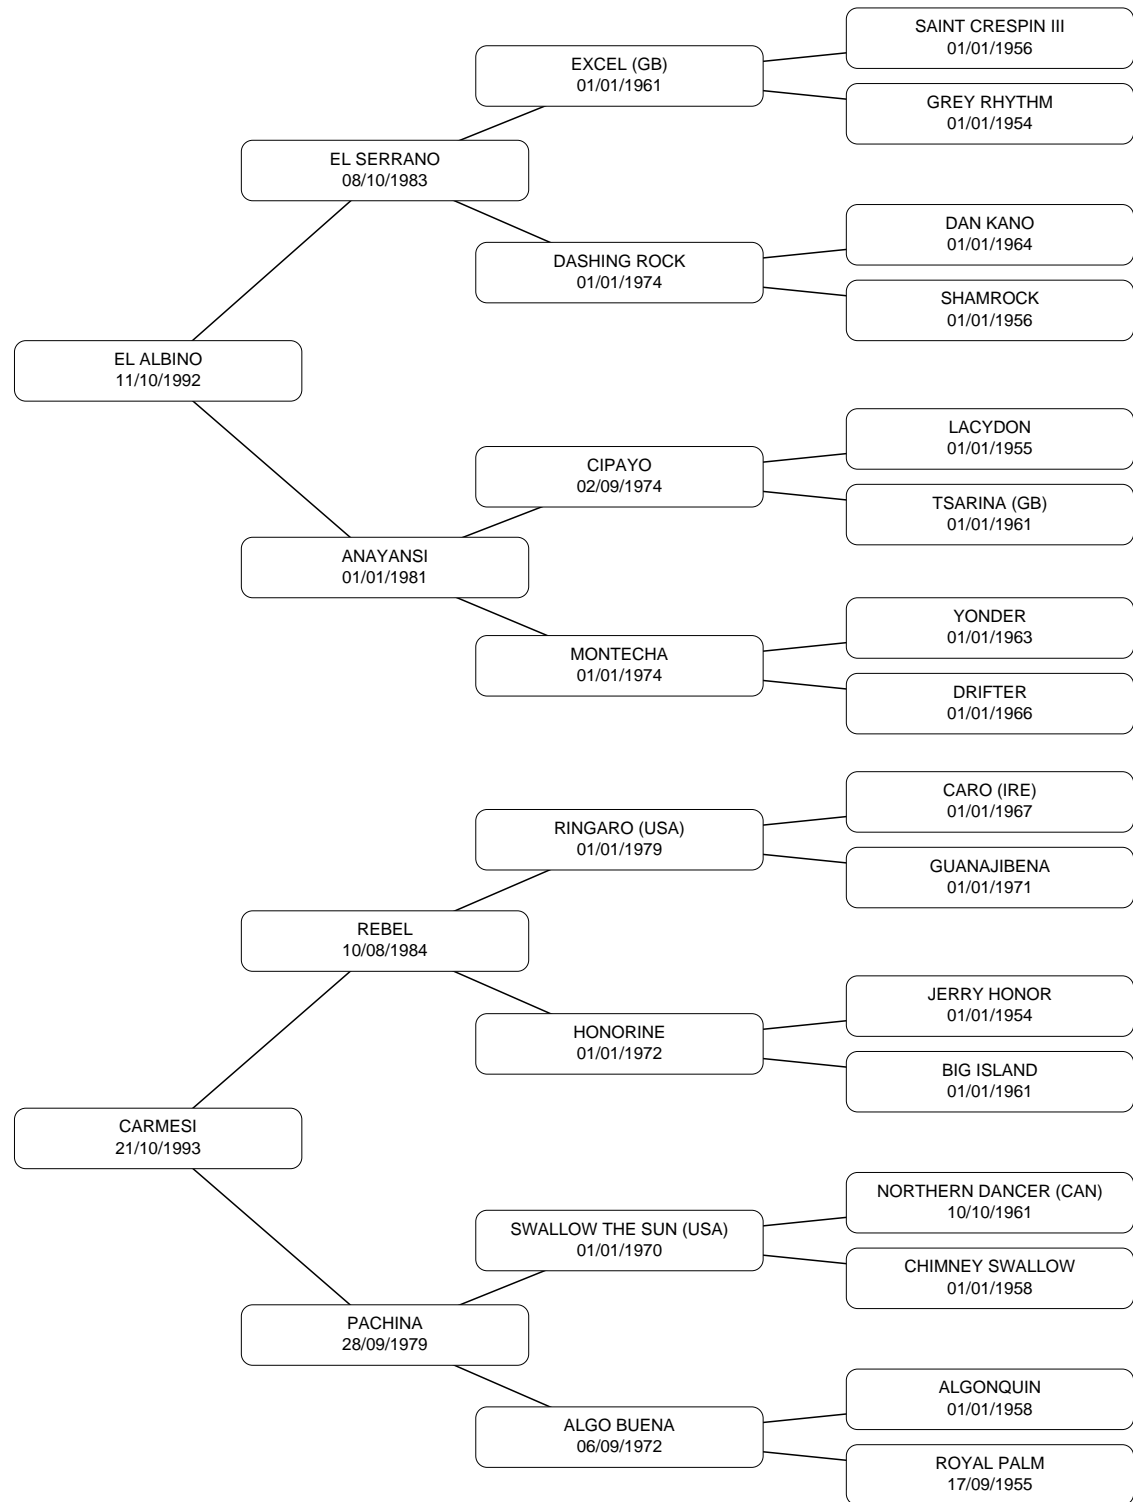 SAINT CRESPIN III
01/01/1956
EXCEL (GB)
01/01/1961
GREY RHYTHM
01/01/1954
EL SERRANO
08/10/1983
DAN KANO
01/01/1964
DASHING ROCK
01/01/1974
SHAMROCK
01/01/1956
EL ALBINO
11/10/1992
LACYDON
01/01/1955
CIPAYO
02/09/1974
TSARINA (GB)
01/01/1961
ANAYANSI
01/01/1981
YONDER
01/01/1963
MONTECHA
01/01/1974
DRIFTER
01/01/1966
CARO (IRE)
01/01/1967
RINGARO (USA)
01/01/1979
GUANAJIBENA
01/01/1971
REBEL
10/08/1984
JERRY HONOR
01/01/1954
HONORINE
01/01/1972
BIG ISLAND
01/01/1961
CARMESI
21/10/1993
NORTHERN DANCER (CAN)
10/10/1961
SWALLOW THE SUN (USA)
01/01/1970
CHIMNEY SWALLOW
01/01/1958
PACHINA
28/09/1979
ALGONQUIN
01/01/1958
ALGO BUENA
06/09/1972
ROYAL PALM
17/09/1955